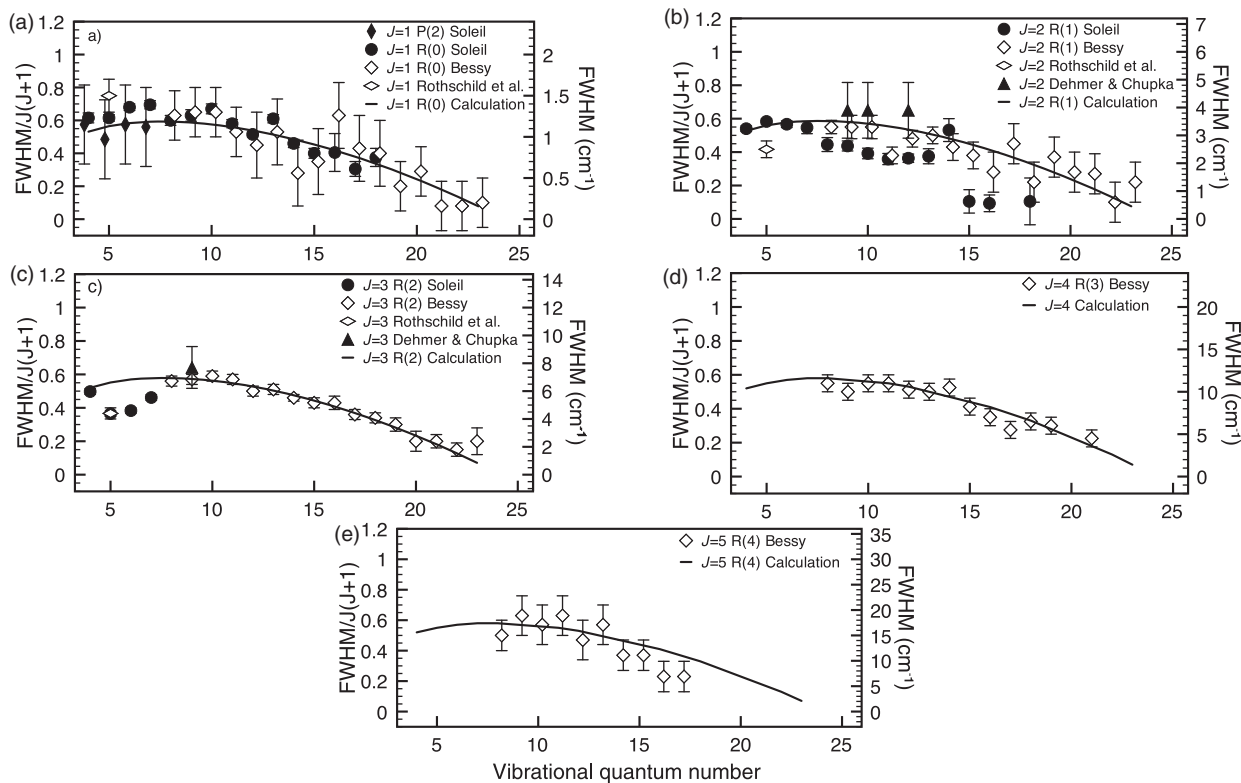 (a)
a)
J=1 P(2) Soleil
J=1 R(0) Soleil
J=1 R(0) Bessy
J=1 Rothschild et al.
J=1 R(0) Calculation
FWHM/J(J+1)
1.2
1
0.8
0.6
0.4
0.2
0
2
1.5
1
0.5
0
FWHM (cm⁻¹)
5 10 15 20 25
(b)
J=2 R(1) Soleil
J=2 R(1) Bessy
J=2 Rothschild et al.
J=2 Dehmer & Chupka
J=2 R(1) Calculation
FWHM/J(J+1)
1.2
1
0.8
0.6
0.4
0.2
0
7
6
5
4
3
2
1
0
FWHM (cm⁻¹)
5 10 15 20 25
(c)
c)
J=3 R(2) Soleil
J=3 R(2) Bessy
J=3 Rothschild et al.
J=3 Dehmer & Chupka
J=3 R(2) Calculation
FWHM/J(J+1)
1.2
1
0.8
0.6
0.4
0.2
0
14
12
10
8
6
4
2
0
FWHM (cm⁻¹)
5 10 15 20 25
(d)
J=4 R(3) Bessy
J=4 Calculation
FWHM/J(J+1)
1.2
1
0.8
0.6
0.4
0.2
0
20
15
10
5
0
FWHM (cm⁻¹)
5 10 15 20 25
(e)
J=5 R(4) Bessy
J=5 R(4) Calculation
FWHM/J(J+1)
1.2
1
0.8
0.6
0.4
0.2
0
35
30
25
20
15
10
5
0
FWHM (cm⁻¹)
5 10 15 20 25
Vibrational quantum number